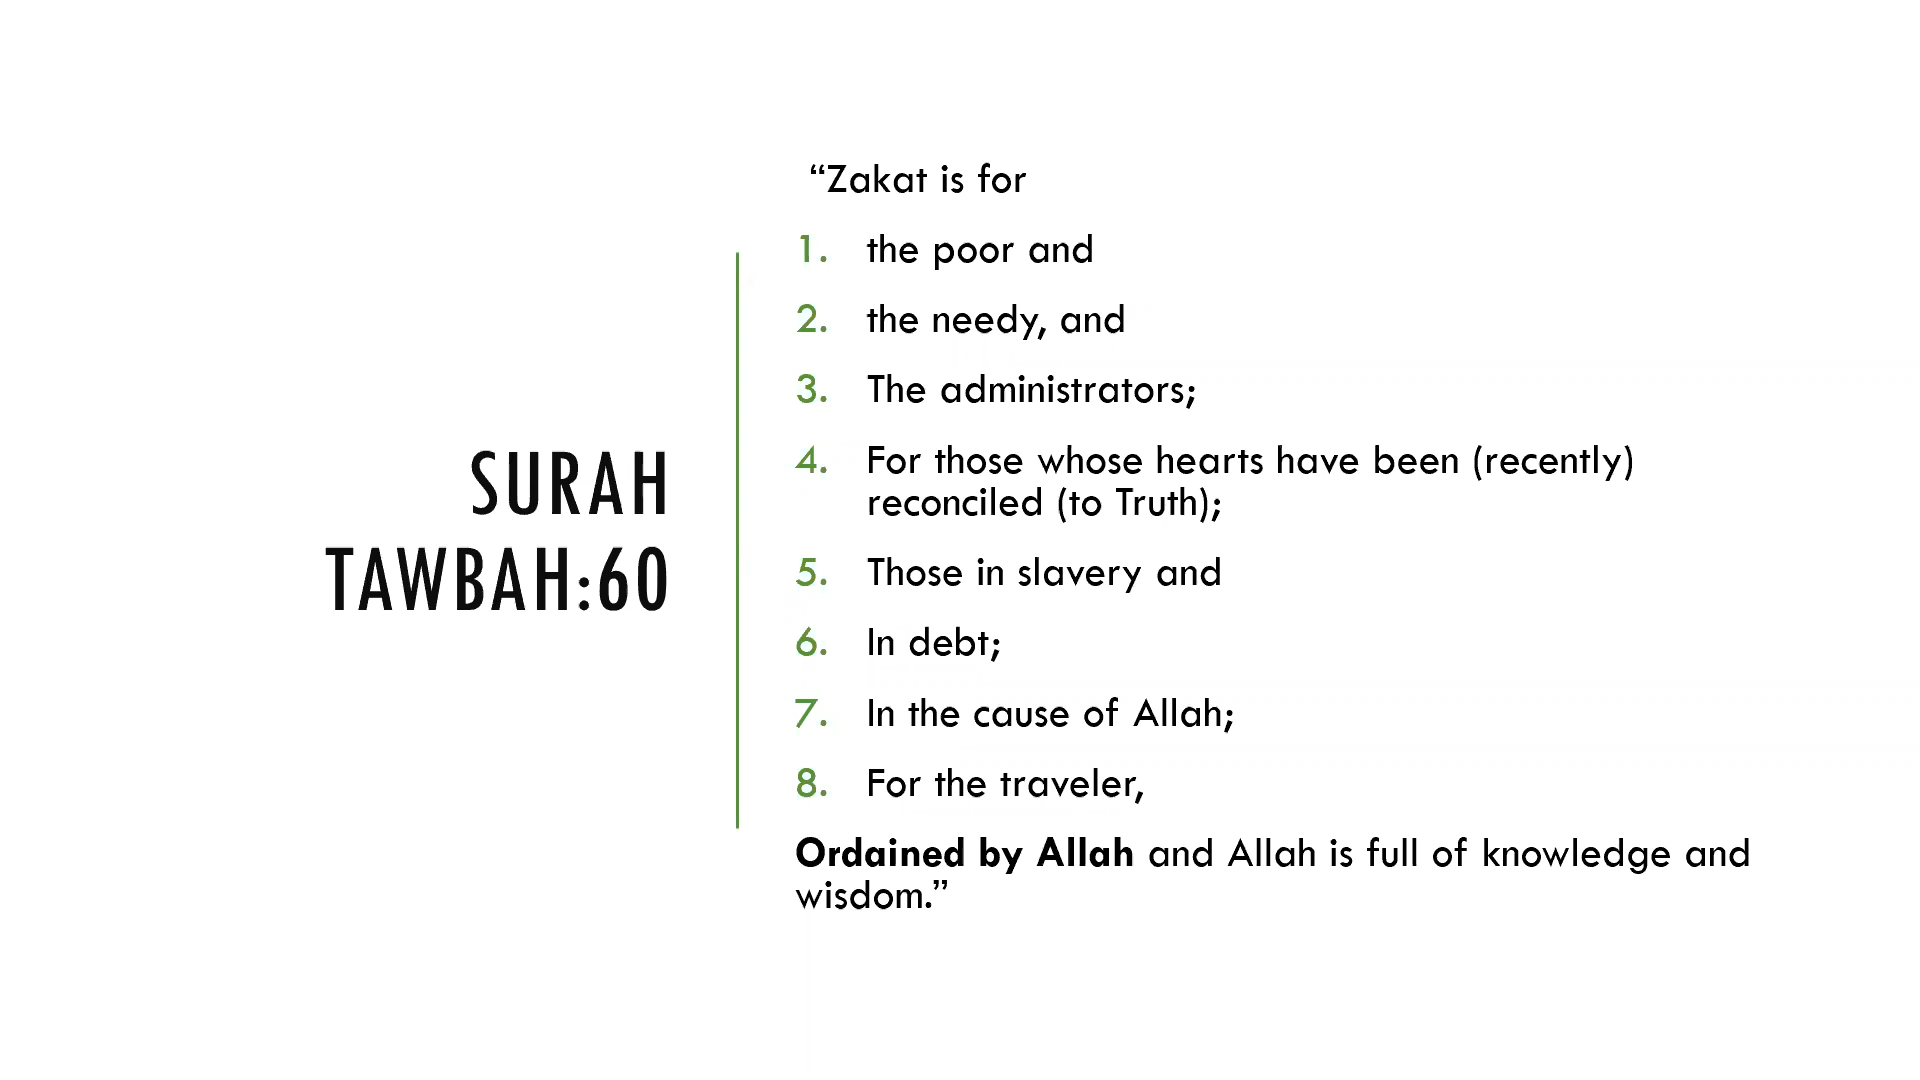 SURAH
TAWBAH:60
“Zakat is for
1. the poor and
2. the needy, and
3. The administrators;
4. For those whose hearts have been (recently)
reconciled (to Truth);
5. Those in slavery and
6. In debt;
7. In the cause of Allah;
8. For the traveler,
Ordained by Allah and Allah is full of knowledge and
wisdom.”